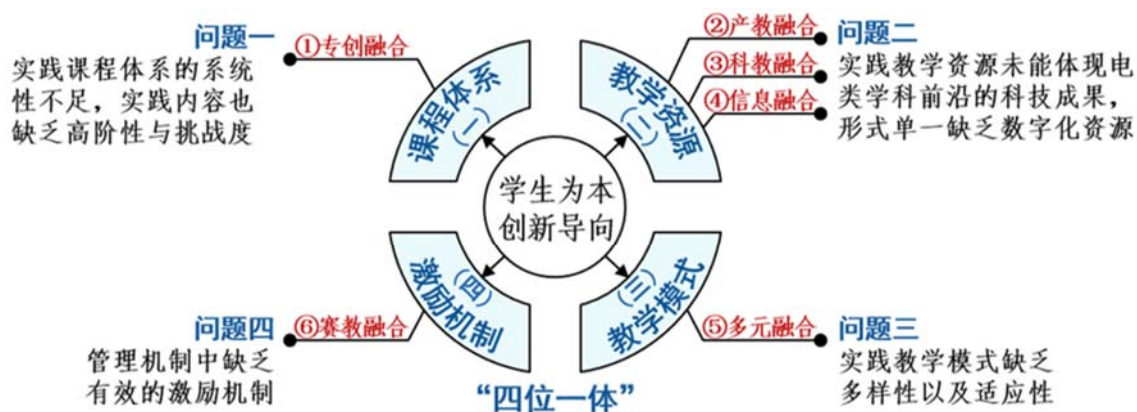 问题一
①专创融合
实践课程体系的系统
性不足，实践内容也
缺乏高阶性与挑战度
课程体系
（一）
②产教融合
③科教融合
④信息融合
问题二
实践教学资源未能体现电
类学科前沿的科技成果，
形式单一缺乏数字化资源
教学资源
（二）
学生为本
创新导向
（四）
激励机制
⑥赛教融合
问题四
管理机制中缺乏
有效的激励机制
（三）
教学模式
⑤多元融合
问题三
实践教学模式缺乏
多样性以及适应性
“四位一体”